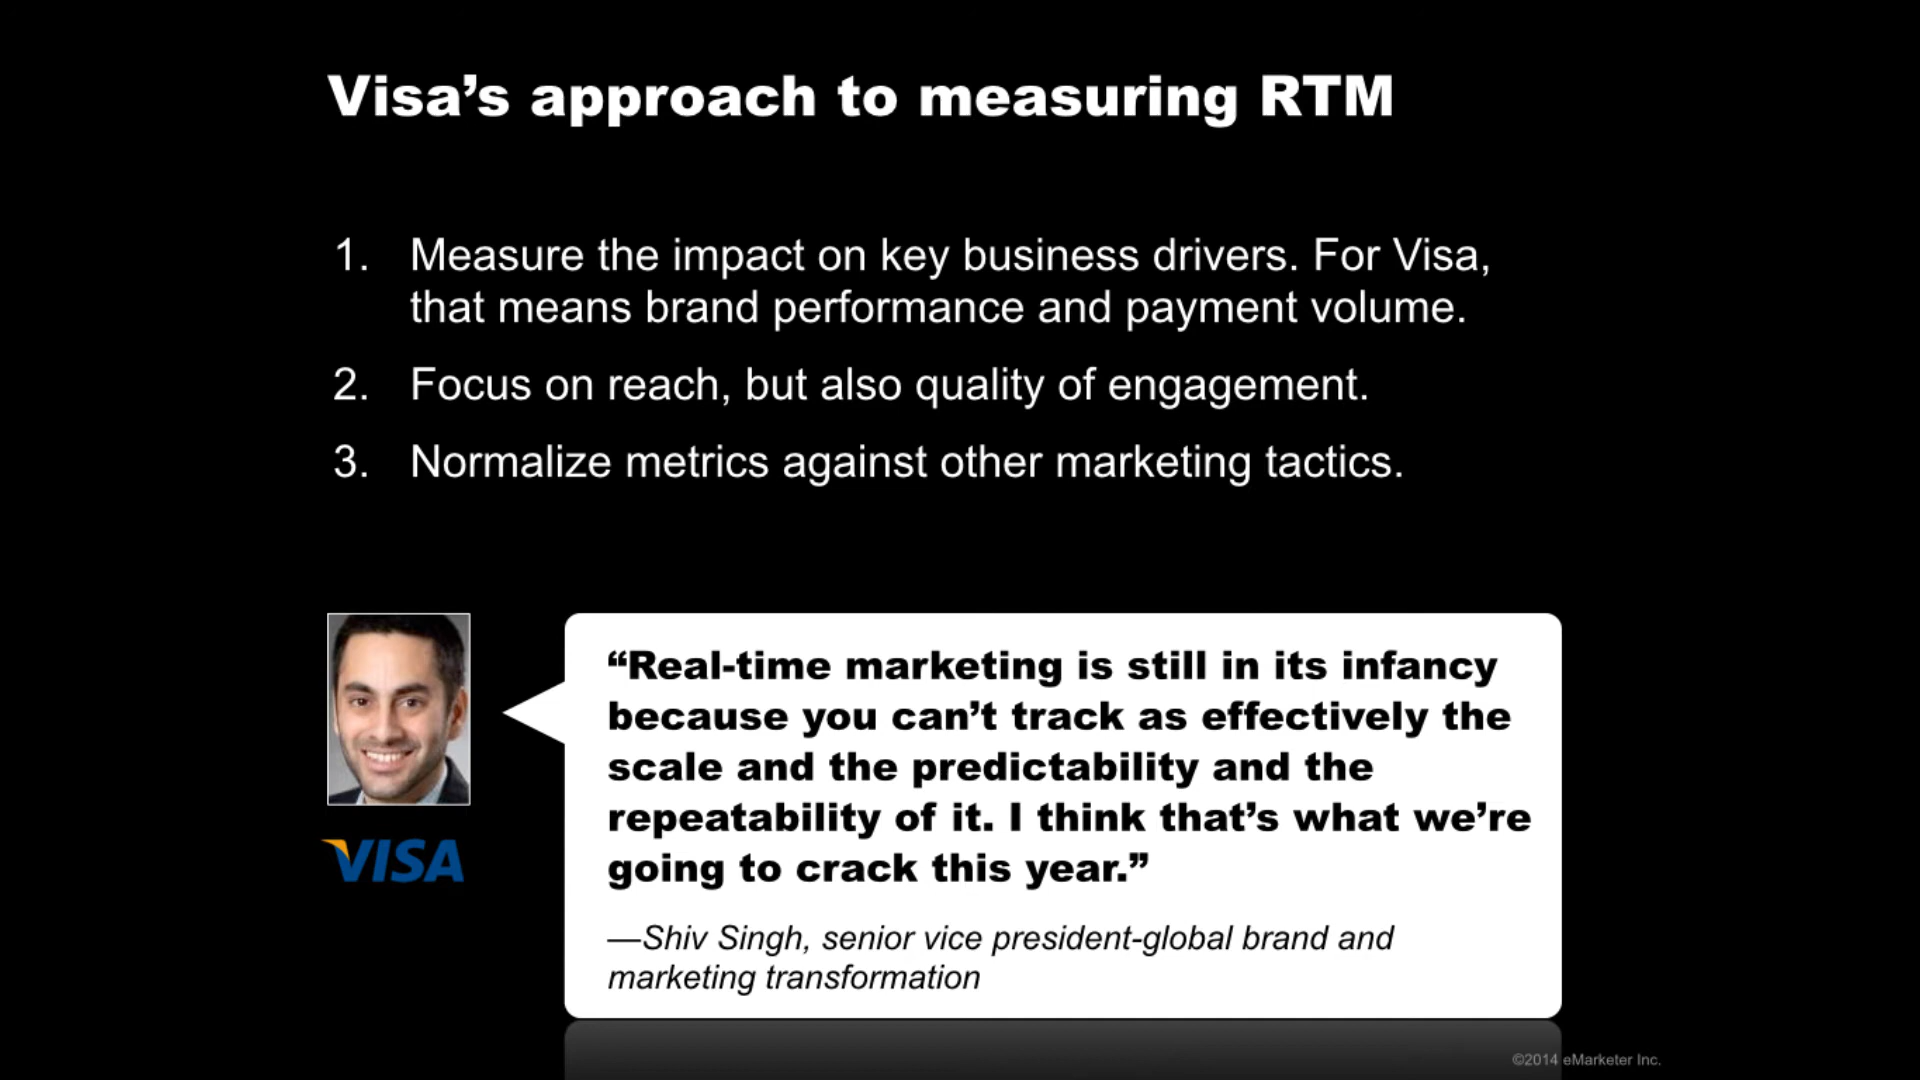 Visa’s approach to measuring RTM
1. Measure the impact on key business drivers. For Visa,
that means brand performance and payment volume.
2. Focus on reach, but also quality of engagement.
3. Normalize metrics against other marketing tactics.
“Real-time marketing is still in its infancy
because you can’t track as effectively the
scale and the predictability and the
repeatability of it. I think that’s what we’re
going to crack this year.”
—Shiv Singh, senior vice president-global brand and
marketing transformation
VISA
©2014 eMarketer Inc.